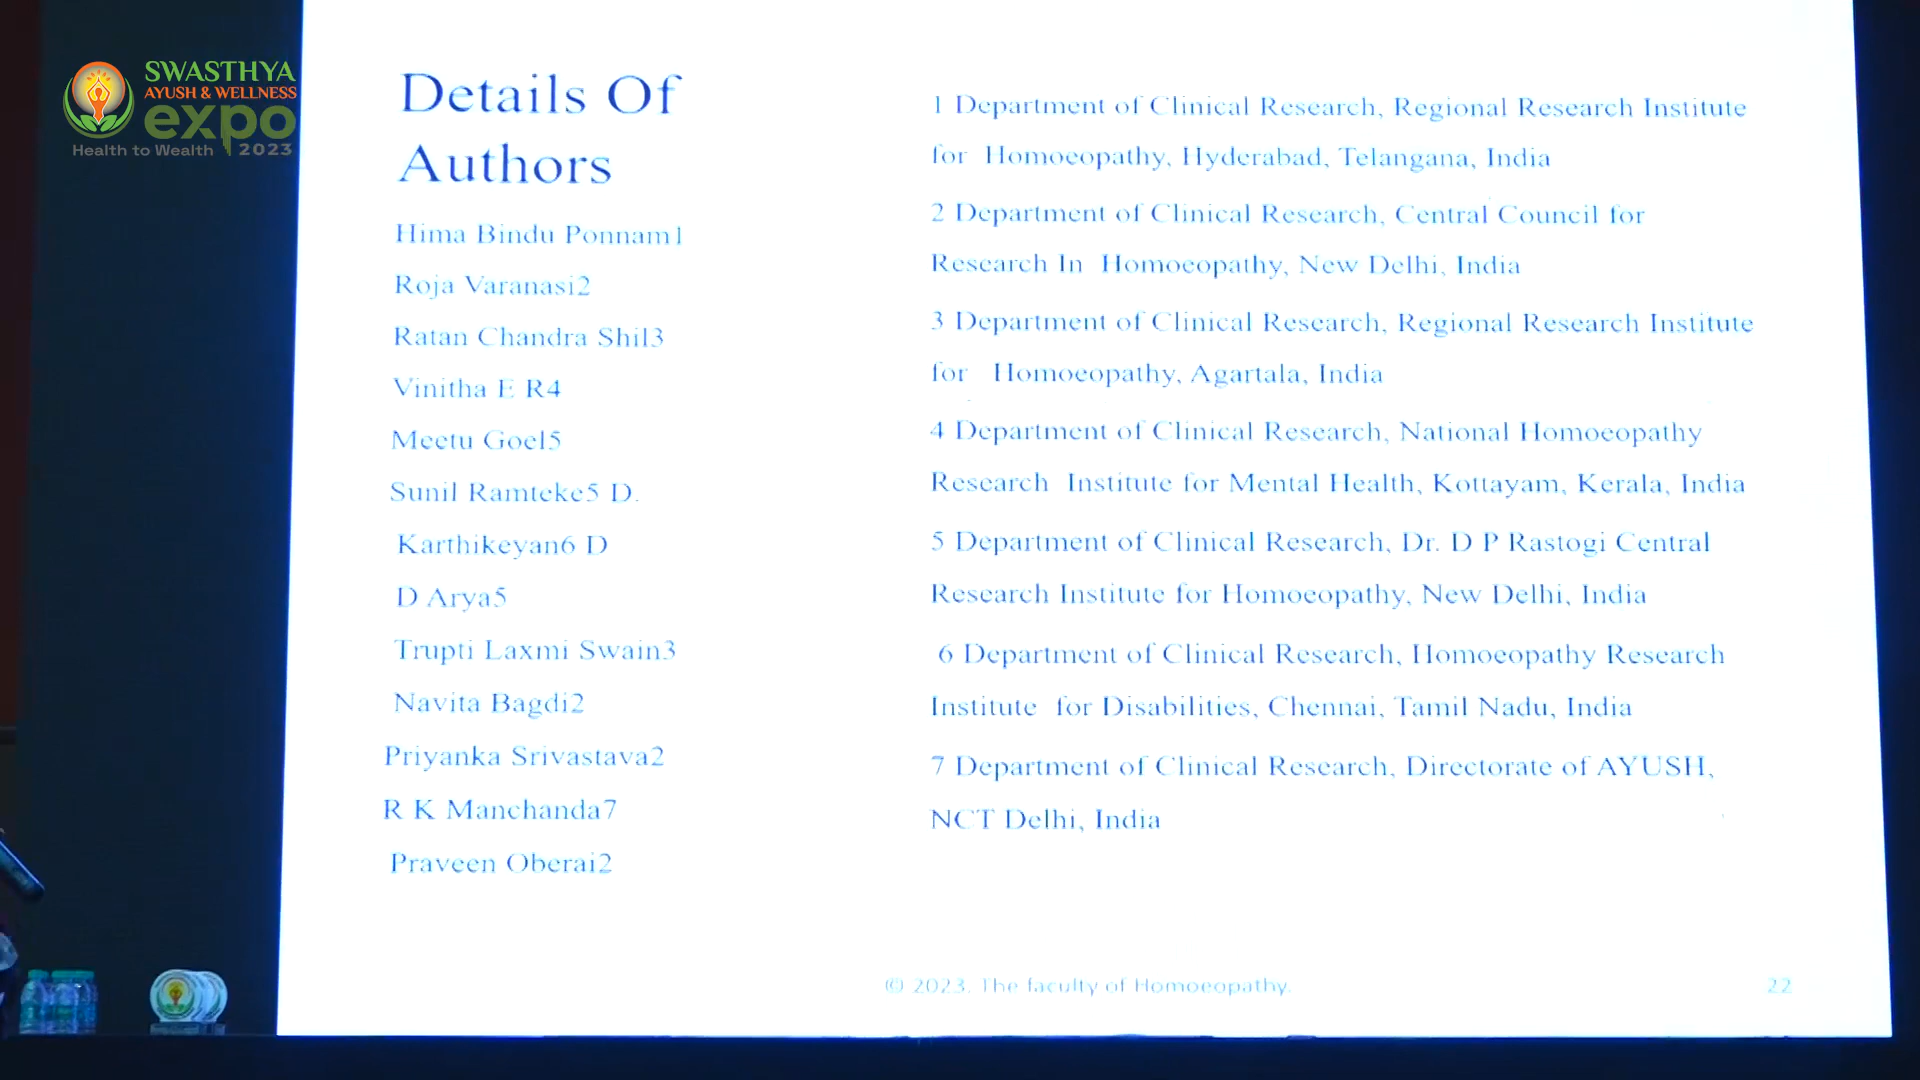 SWASTHYA
AYUSH & WELLNESS
expo
Health to Wealth 2023
Details Of
Authors
Hima Bindu Ponnam1
Roja Varanasi2
Ratan Chandra Shil3
Vinitha E R4
Meetu Goel5
Sunil Ramteke5 D.
Karthikeyan6 D
D Arya5
Trupti Laxmi Swain3
Navita Bagdi2
Priyanka Srivastava2
R K Manchanda7
Praveen Oberai2
1 Department of Clinical Research, Regional Research Institute
for Homoeopathy, Hyderabad, Telangana, India
2 Department of Clinical Research, Central Council for
Research In Homoeopathy, New Delhi, India
3 Department of Clinical Research, Regional Research Institute
for Homoeopathy, Agartala, India
4 Department of Clinical Research, National Homoeopathy
Research Institute for Mental Health, Kottayam, Kerala, India
5 Department of Clinical Research, Dr. D P Rastogi Central
Research Institute for Homoeopathy, New Delhi, India
6 Department of Clinical Research, Homoeopathy Research
Institute for Disabilities, Chennai, Tamil Nadu, India
7 Department of Clinical Research, Directorate of AYUSH,
NCT Delhi, India
© 2023. The faculty of Homoeopathy.
22